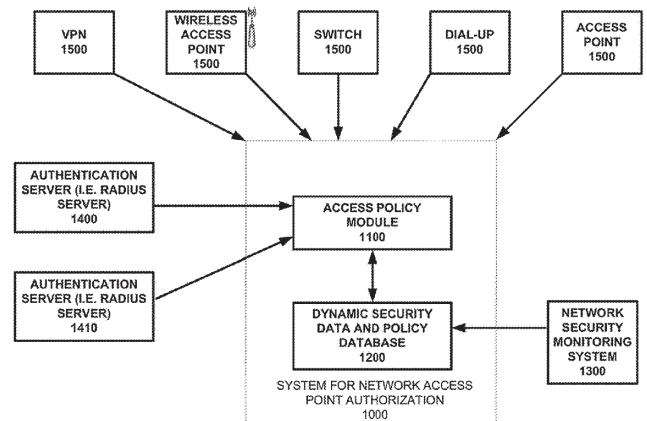 VPN
1500
WIRELESS
ACCESS
POINT
1500
SWITCH
1500
DIAL-UP
1500
ACCESS
POINT
1500
AUTHENTICATION
SERVER (I.E. RADIUS
SERVER)
1400
ACCESS POLICY
MODULE
1100
AUTHENTICATION
SERVER (I.E. RADIUS
SERVER)
1410
DYNAMIC SECURITY
DATA AND POLICY
DATABASE
1200
NETWORK
SECURITY
MONITORING
SYSTEM
1300
SYSTEM FOR NETWORK ACCESS
POINT AUTHORIZATION
1000